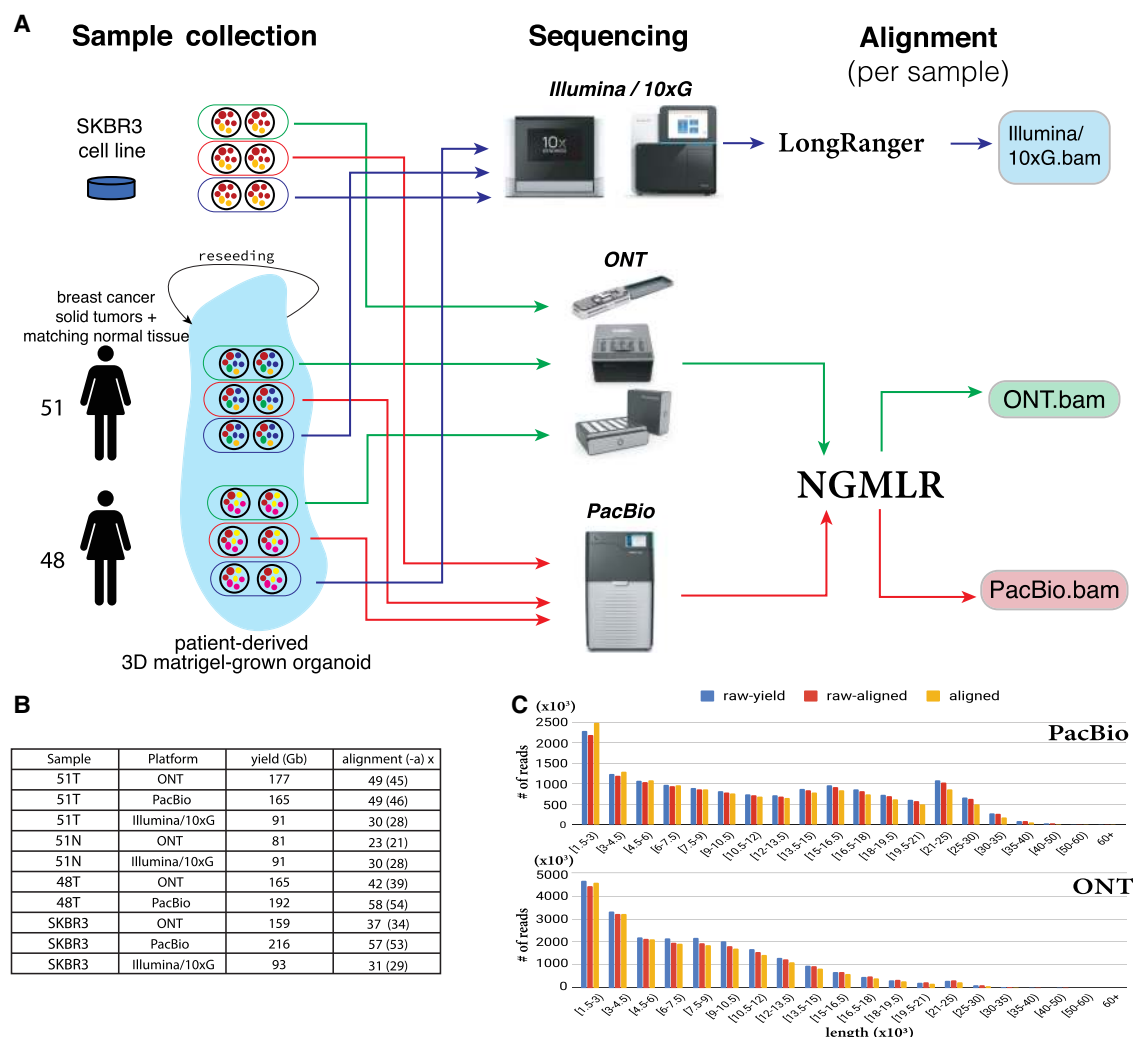 A
Sample collection
Sequencing
Alignment
(per sample)
Illumina / 10xG
SKBR3
cell line
10x
LongRanger
Illumina/
10xG.bam
reseeding
ONT
breast cancer
solid tumors +
matching normal tissue
51
ONT.bam
NGMLR
PacBio
48
PacBio.bam
patient-derived
3D matrigel-grown organoid
B
Sample Platform yield (Gb) alignment (-a) x
51T ONT 177 49 (45)
51T PacBio 165 49 (46)
51T Illumina/10xG 91 30 (28)
51N ONT 81 23 (21)
51N Illumina/10xG 91 30 (28)
48T ONT 165 42 (39)
48T PacBio 192 58 (54)
SKBR3 ONT 159 37 (34)
SKBR3 PacBio 216 57 (53)
SKBR3 Illumina/10xG 93 31 (29)
C
raw-yield raw-aligned aligned
(x10³)
PacBio
# of reads
2500
2000
1500
1000
500
0
[1.5-3) [3-4.5) [4.5-6) [6-7.5) [7.5-9) [9-10.5) [10.5-12) [12-13.5) [13.5-15) [15-16.5) [16.5-18) [18-19.5) [19.5-21) [21-25) [25-30) [30-35) [35-40) [40-50) [50-60) 60+
(x10³)
ONT
# of reads
5000
4000
3000
2000
1000
0
[1.5-3) [3-4.5) [4.5-6) [6-7.5) [7.5-9) [9-10.5) [10.5-12) [12-13.5) [13.5-15) [15-16.5) [16.5-18) [18-19.5) [19.5-21) [21-25) [25-30) [30-35) [35-40) [40-50) [50-60) 60+
length (x10³)